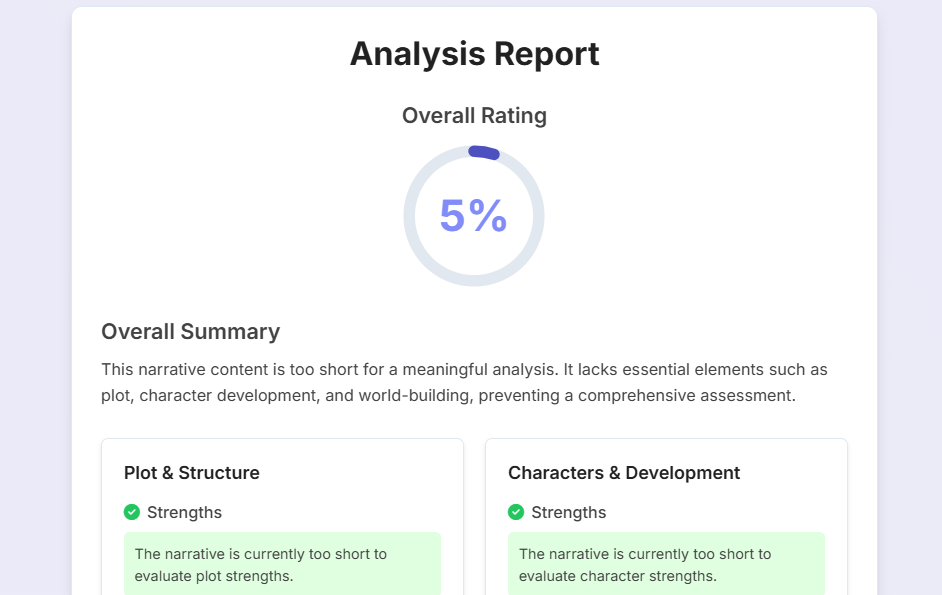 Analysis Report
Overall Rating
5%
Overall Summary
This narrative content is too short for a meaningful analysis. It lacks essential elements such as
plot, character development, and world-building, preventing a comprehensive assessment.
Plot & Structure
Strengths
The narrative is currently too short to
evaluate plot strengths.
Characters & Development
Strengths
The narrative is currently too short to
evaluate character strengths.